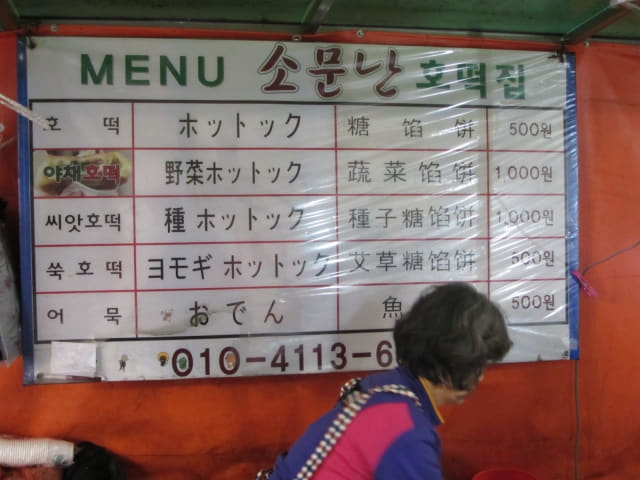 MENU 소문난 호떡집
호 떡 ホットック 糖 馅 饼 500원
야채호떡 野菜ホットック 蔬 菜 馅 饼 1,000원
씨앗호떡 種 ホットック 種子糖馅饼 1,000원
쑥 호 떡 ヨモギ ホットック 艾草糖馅饼 500원
어 묵 おでん 魚 500원
010-4113-6